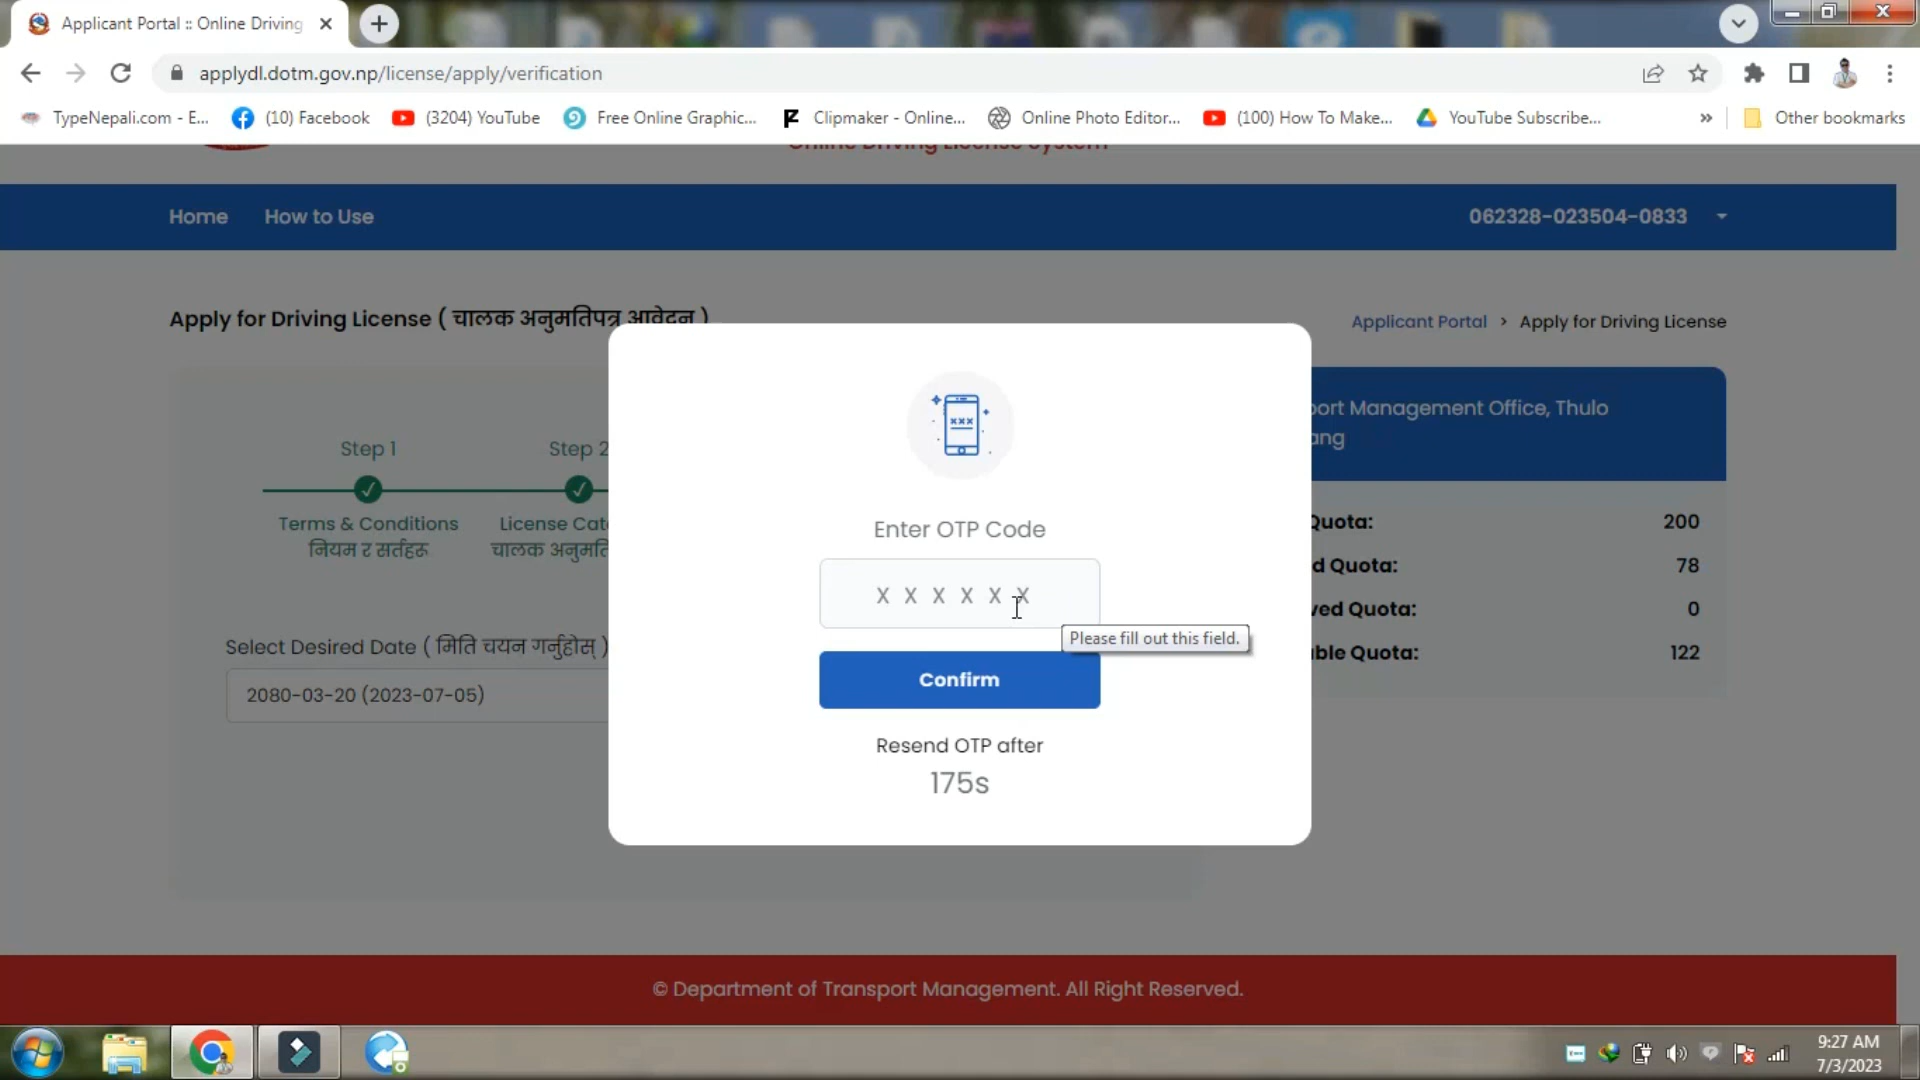 Applicant Portal :: Online Driving
applydl.dotm.gov.np/license/apply/verification
TypeNepali.com - E...
(10) Facebook
(3204) YouTube
Free Online Graphic...
Clipmaker - Online...
Online Photo Editor...
(100) How To Make...
YouTube Subscribe...
»
Other bookmarks
Online Driving License System
Home
How to Use
062328-023504-0833
Apply for Driving License ( चालक अनुमतिपत्र आवेदन )
Applicant Portal > Apply for Driving License
Step 1
Step 2
Terms & Conditions
नियम र सर्तहरू
License Cat
चालक अनुमति
Select Desired Date ( मिति चयन गर्नुहोस् )
2080-03-20 (2023-07-05)
xxx
Enter OTP Code
X X X X X X
Please fill out this field.
Confirm
Resend OTP after
175s
port Management Office, Thulo
ang
Quota: 200
d Quota: 78
ved Quota: 0
ble Quota: 122
© Department of Transport Management. All Right Reserved.
9:27 AM
7/3/2023